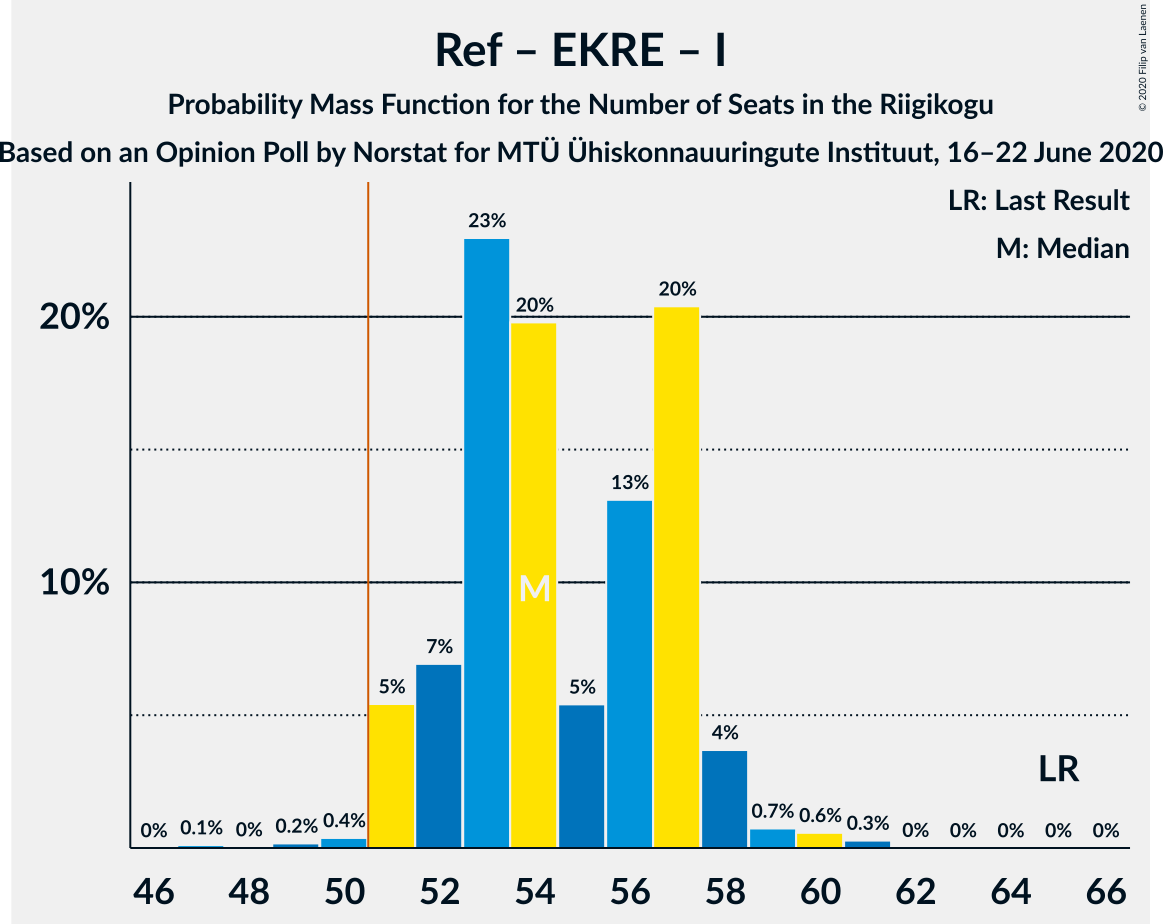 Ref – EKRE – I
Probability Mass Function for the Number of Seats in the Riigikogu
Based on an Opinion Poll by Norstat for MTÜ Ühiskonnauuringute Instituut, 16–22 June 2020
© 2020 Filip van Laenen
LR: Last Result
M: Median
23%
20%
20%
20%
13%
10%
M
7%
5%
5%
4%
LR
0%
0.1%
0%
0.2%
0.4%
0.7%
0.6%
0.3%
0%
0%
0%
0%
0%
46 48 50 52 54 56 58 60 62 64 66